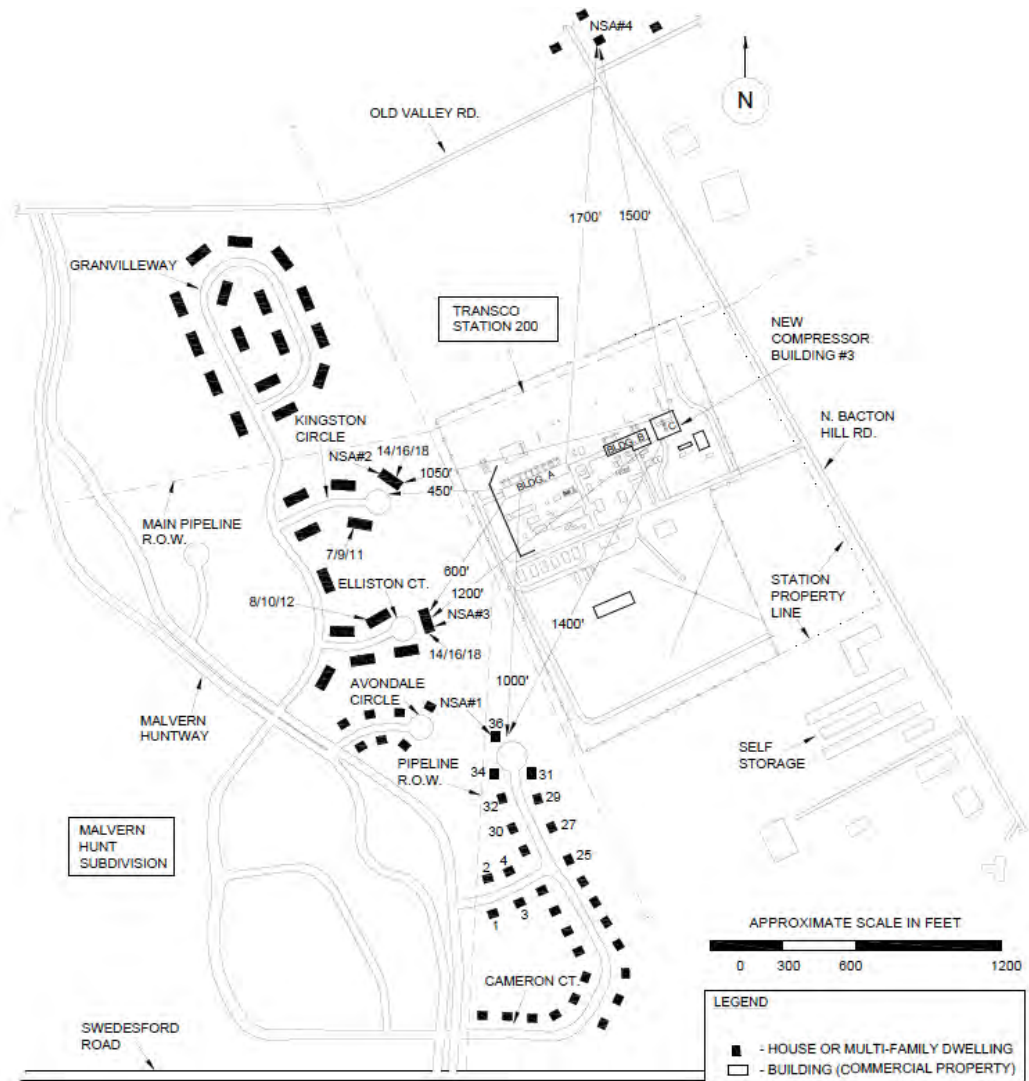 NSA#4
N
OLD VALLEY RD.
1700'
1500'
GRANVILLEWAY
TRANSCO
STATION 200
NEW
COMPRESSOR
BUILDING #3
KINGSTON
CIRCLE
NSA#2
14/16/18
1050'
450'
BLDG. A
BLDG. B
C
N. BACTON
HILL RD.
MAIN PIPELINE
R.O.W.
7/9/11
600'
ELLISTON CT.
1200'
8/10/12
NSA#3
14/16/18
1400'
STATION
PROPERTY
LINE
AVONDALE
CIRCLE
1000'
NSA#1
36
MALVERN
HUNTWAY
PIPELINE
R.O.W.
34
31
SELF
STORAGE
32
29
30
27
MALVERN
HUNT
SUBDIVISION
2
4
25
1
3
APPROXIMATE SCALE IN FEET
0 300 600 1200
CAMERON CT.
LEGEND
SWEDESFORD
ROAD
- HOUSE OR MULTI-FAMILY DWELLING
- BUILDING (COMMERCIAL PROPERTY)